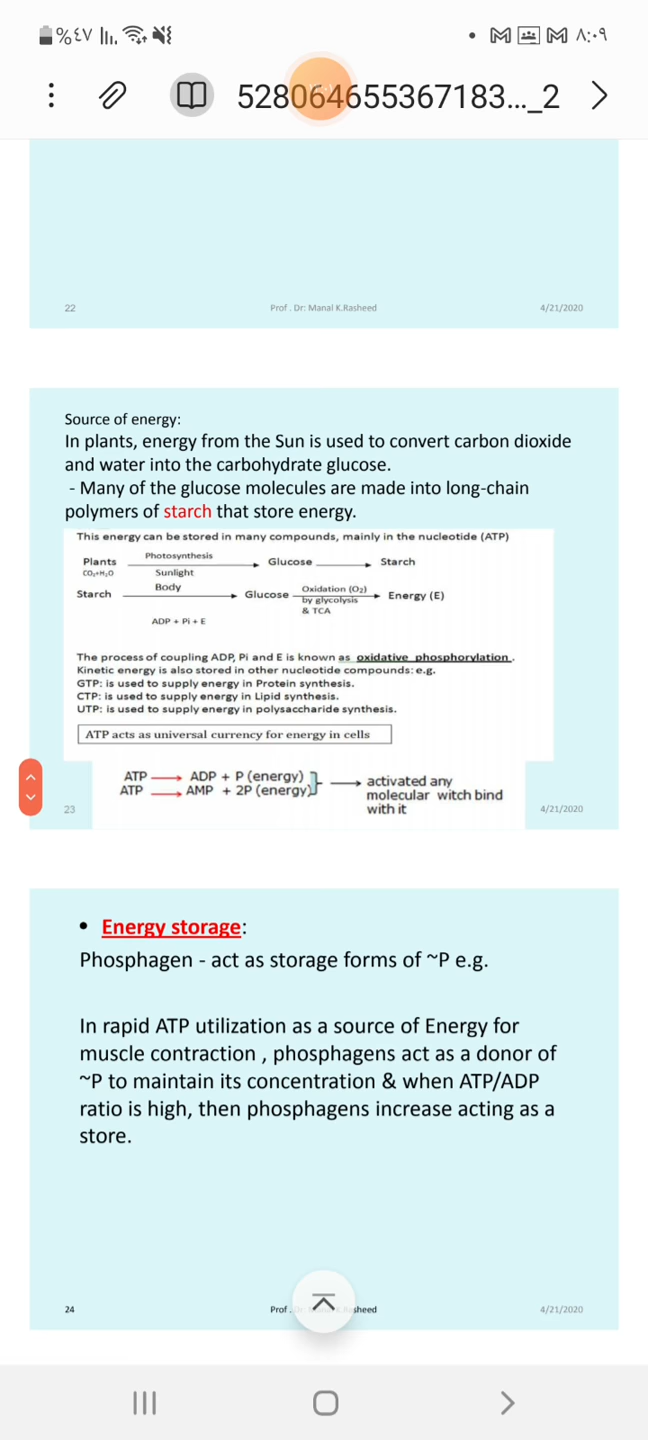 %٤٧ ٨:٠٩
528064655367183..._2
22 Prof . Dr: Manal K.Rasheed 4/21/2020
Source of energy:
In plants, energy from the Sun is used to convert carbon dioxide
and water into the carbohydrate glucose.
- Many of the glucose molecules are made into long-chain
polymers of starch that store energy.
This energy can be stored in many compounds, mainly in the nucleotide (ATP)
Photosynthesis
Plants Glucose Starch
CO₂+H₂O Sunlight
Body Oxidation (O₂)
Starch Glucose Energy (E)
by glycolysis
& TCA
ADP + Pi + E
The process of coupling ADP, Pi and E is known as oxidative phosphorylation.
Kinetic energy is also stored in other nucleotide compounds: e.g.
GTP: is used to supply energy in Protein synthesis.
CTP: is used to supply energy in Lipid synthesis.
UTP: is used to supply energy in polysaccharide synthesis.
ATP acts as universal currency for energy in cells
ATP ADP + P (energy)
ATP AMP + 2P (energy)
activated any
molecular witch bind
with it
23 4/21/2020
• Energy storage:
Phosphagen - act as storage forms of ~P e.g.
In rapid ATP utilization as a source of Energy for
muscle contraction , phosphagens act as a donor of
~P to maintain its concentration & when ATP/ADP
ratio is high, then phosphagens increase acting as a
store.
24 Prof . sheed 4/21/2020